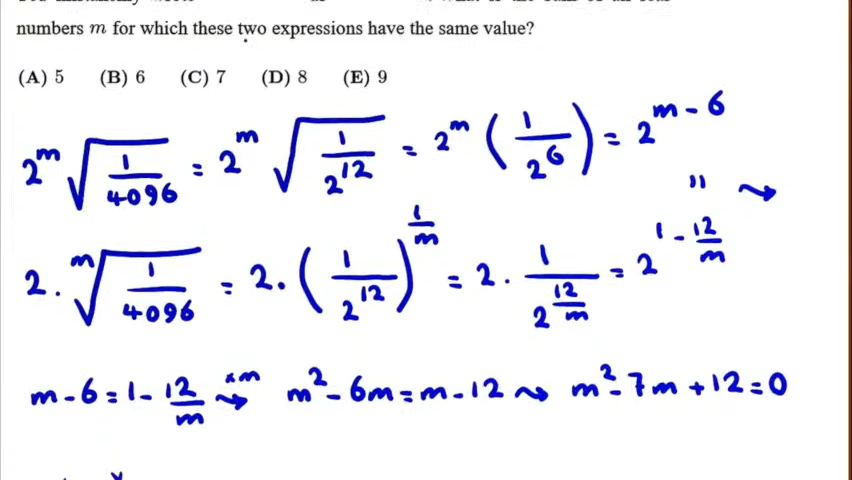 numbers m for which these two expressions have the same value?
(A) 5 (B) 6 (C) 7 (D) 8 (E) 9
2^m √(1/4096) = 2^m √(1/2^12) = 2^m (1/2^6) = 2^(m-6)
" ⇝
2 · ᵐ√(1/4096) = 2 · (1/2^12)^(1/m) = 2 · 1/2^(12/m) = 2^(1 - 12/m)
m - 6 = 1 - 12/m ⇝ ×m m² - 6m = m - 12 ⇝ m² - 7m + 12 = 0